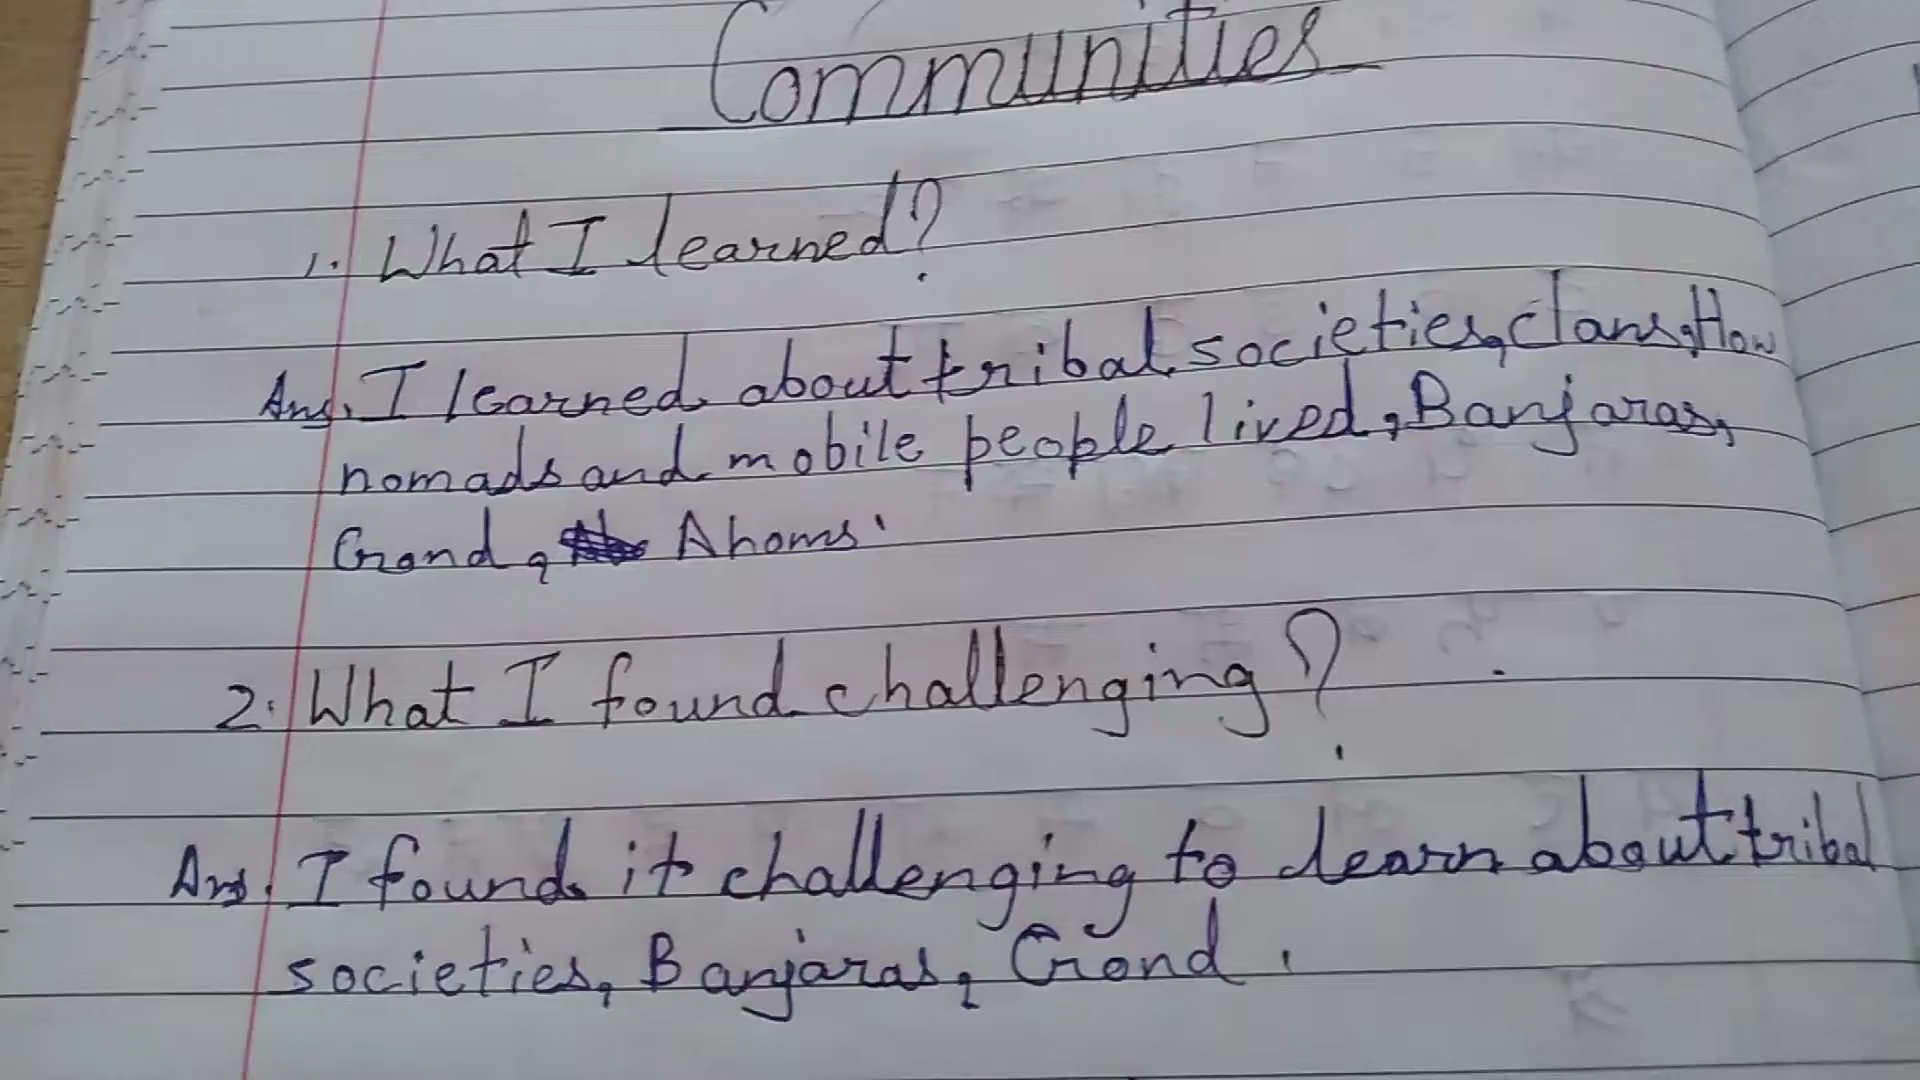 Communities
1. What I learned?
Ans. I learned about tribal societies, clans, How
nomads and mobile people lived, Banjaras,
Gond, Ahoms.
2. What I found challenging?
Ans. I found it challenging to learn about tribal
societies, Banjaras, Gond.